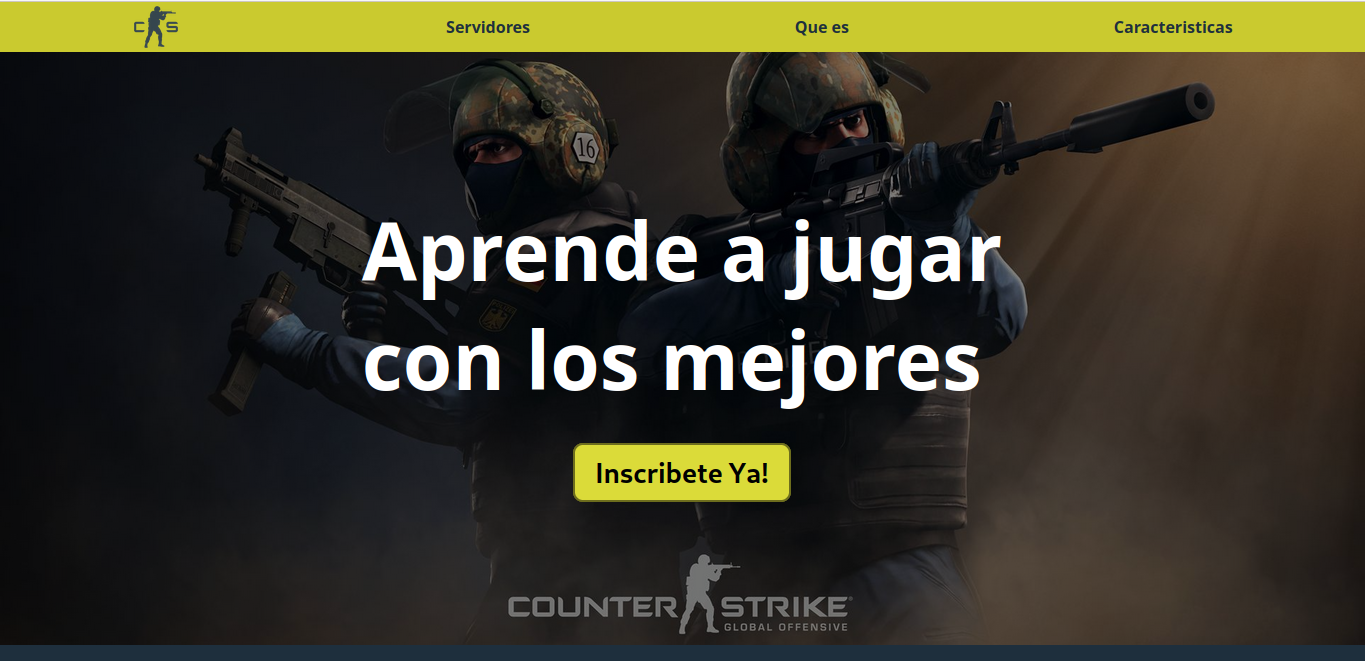 CS
Servidores
Que es
Caracteristicas
16
Aprende a jugar
con los mejores
Inscribete Ya!
COUNTER STRIKE
GLOBAL OFFENSIVE